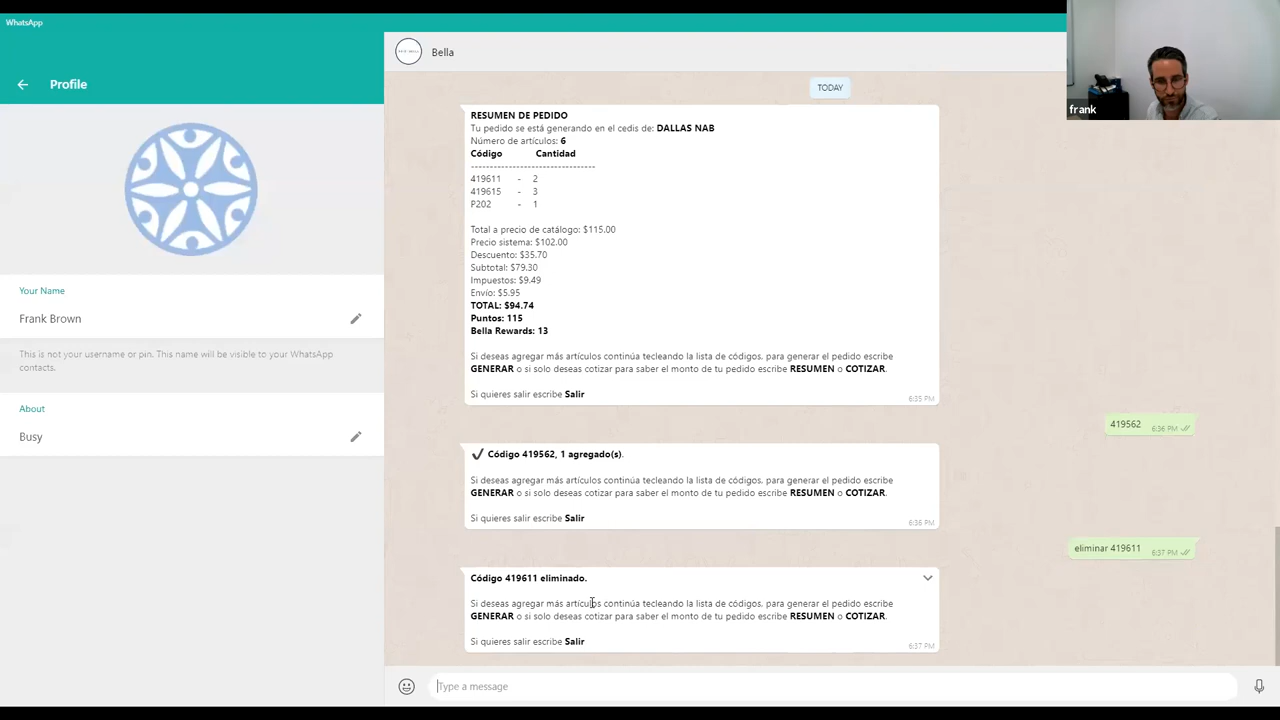 WhatsApp
Profile
Your Name
Frank Brown
This is not your username or pin. This name will be visible to your WhatsApp
contacts.
About
Busy
Bella
TODAY
RESUMEN DE PEDIDO
Tu pedido se está generando en el cedis de: DALLAS NAB
Número de artículos: 6
Código Cantidad
---------------------------------
419611 - 2
419615 - 3
P202 - 1
Total a precio de catálogo: $115.00
Precio sistema: $102.00
Descuento: $35.70
Subtotal: $79.30
Impuestos: $9.49
Envío: $5.95
TOTAL: $94.74
Puntos: 115
Bella Rewards: 13
Si deseas agregar más artículos continúa tecleando la lista de códigos, para generar el pedido escribe
GENERAR o si solo deseas cotizar para saber el monto de tu pedido escribe RESUMEN o COTIZAR.
Si quieres salir escribe Salir
6:35 PM
419562
6:36 PM
Código 419562, 1 agregado(s).
Si deseas agregar más artículos continúa tecleando la lista de códigos, para generar el pedido escribe
GENERAR o si solo deseas cotizar para saber el monto de tu pedido escribe RESUMEN o COTIZAR.
Si quieres salir escribe Salir
6:36 PM
eliminar 419611
6:37 PM
Código 419611 eliminado.
Si deseas agregar más artículos continúa tecleando la lista de códigos, para generar el pedido escribe
GENERAR o si solo deseas cotizar para saber el monto de tu pedido escribe RESUMEN o COTIZAR.
Si quieres salir escribe Salir
6:37 PM
Type a message
frank